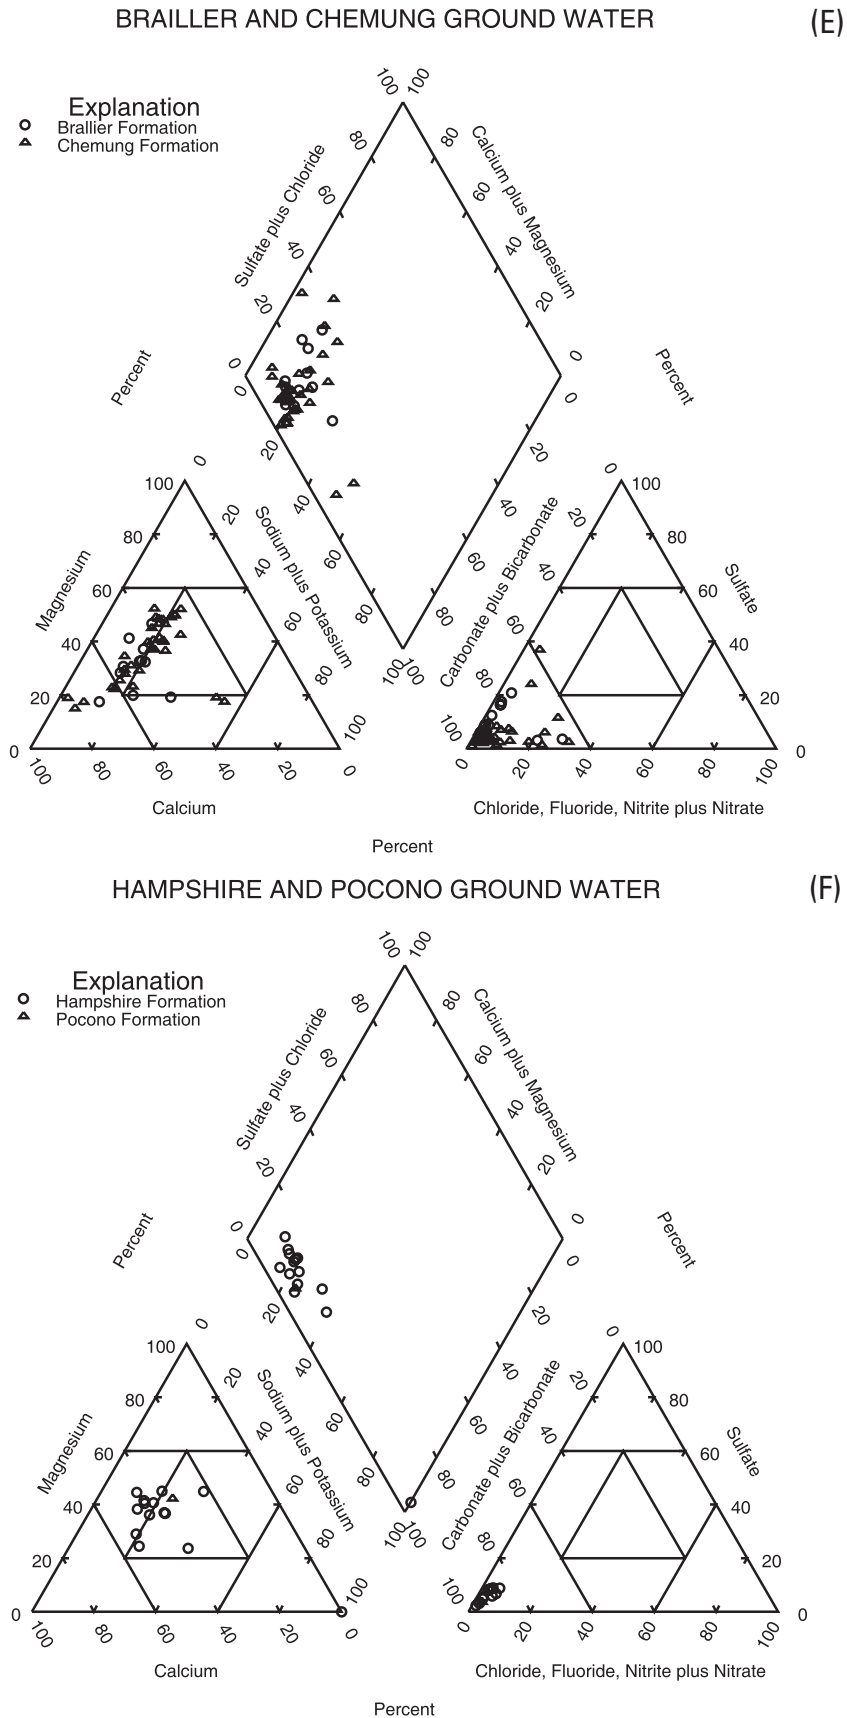 BRAILLER AND CHEMUNG GROUND WATER
(E)
Explanation
Brallier Formation
Chemung Formation
100 100
80 80
Sulfate plus Chloride
Calcium plus Magnesium
60 60
40 40
20 20
0 0
Percent
Percent
0 0
20 20
40 40
60 60
80 80
100 100
100 0
80 20
Magnesium
Sodium plus Potassium
60 40
40 60
20 80
0 100
100 80 60 40 20 0
Calcium
0 100
20 80
Carbonate plus Bicarbonate
Sulfate
40 60
60 40
80 20
100 0
0 20 40 60 80 100
Chloride, Fluoride, Nitrite plus Nitrate
Percent
HAMPSHIRE AND POCONO GROUND WATER
(F)
Explanation
Hampshire Formation
Pocono Formation
100 100
80 80
Sulfate plus Chloride
Calcium plus Magnesium
60 60
40 40
20 20
0 0
Percent
Percent
0 0
20 20
40 40
60 60
80 80
100 100
100 0
80 20
Magnesium
Sodium plus Potassium
60 40
40 60
20 80
0 100
100 80 60 40 20 0
Calcium
0 100
20 80
Carbonate plus Bicarbonate
Sulfate
40 60
60 40
80 20
100 0
0 20 40 60 80 100
Chloride, Fluoride, Nitrite plus Nitrate
Percent